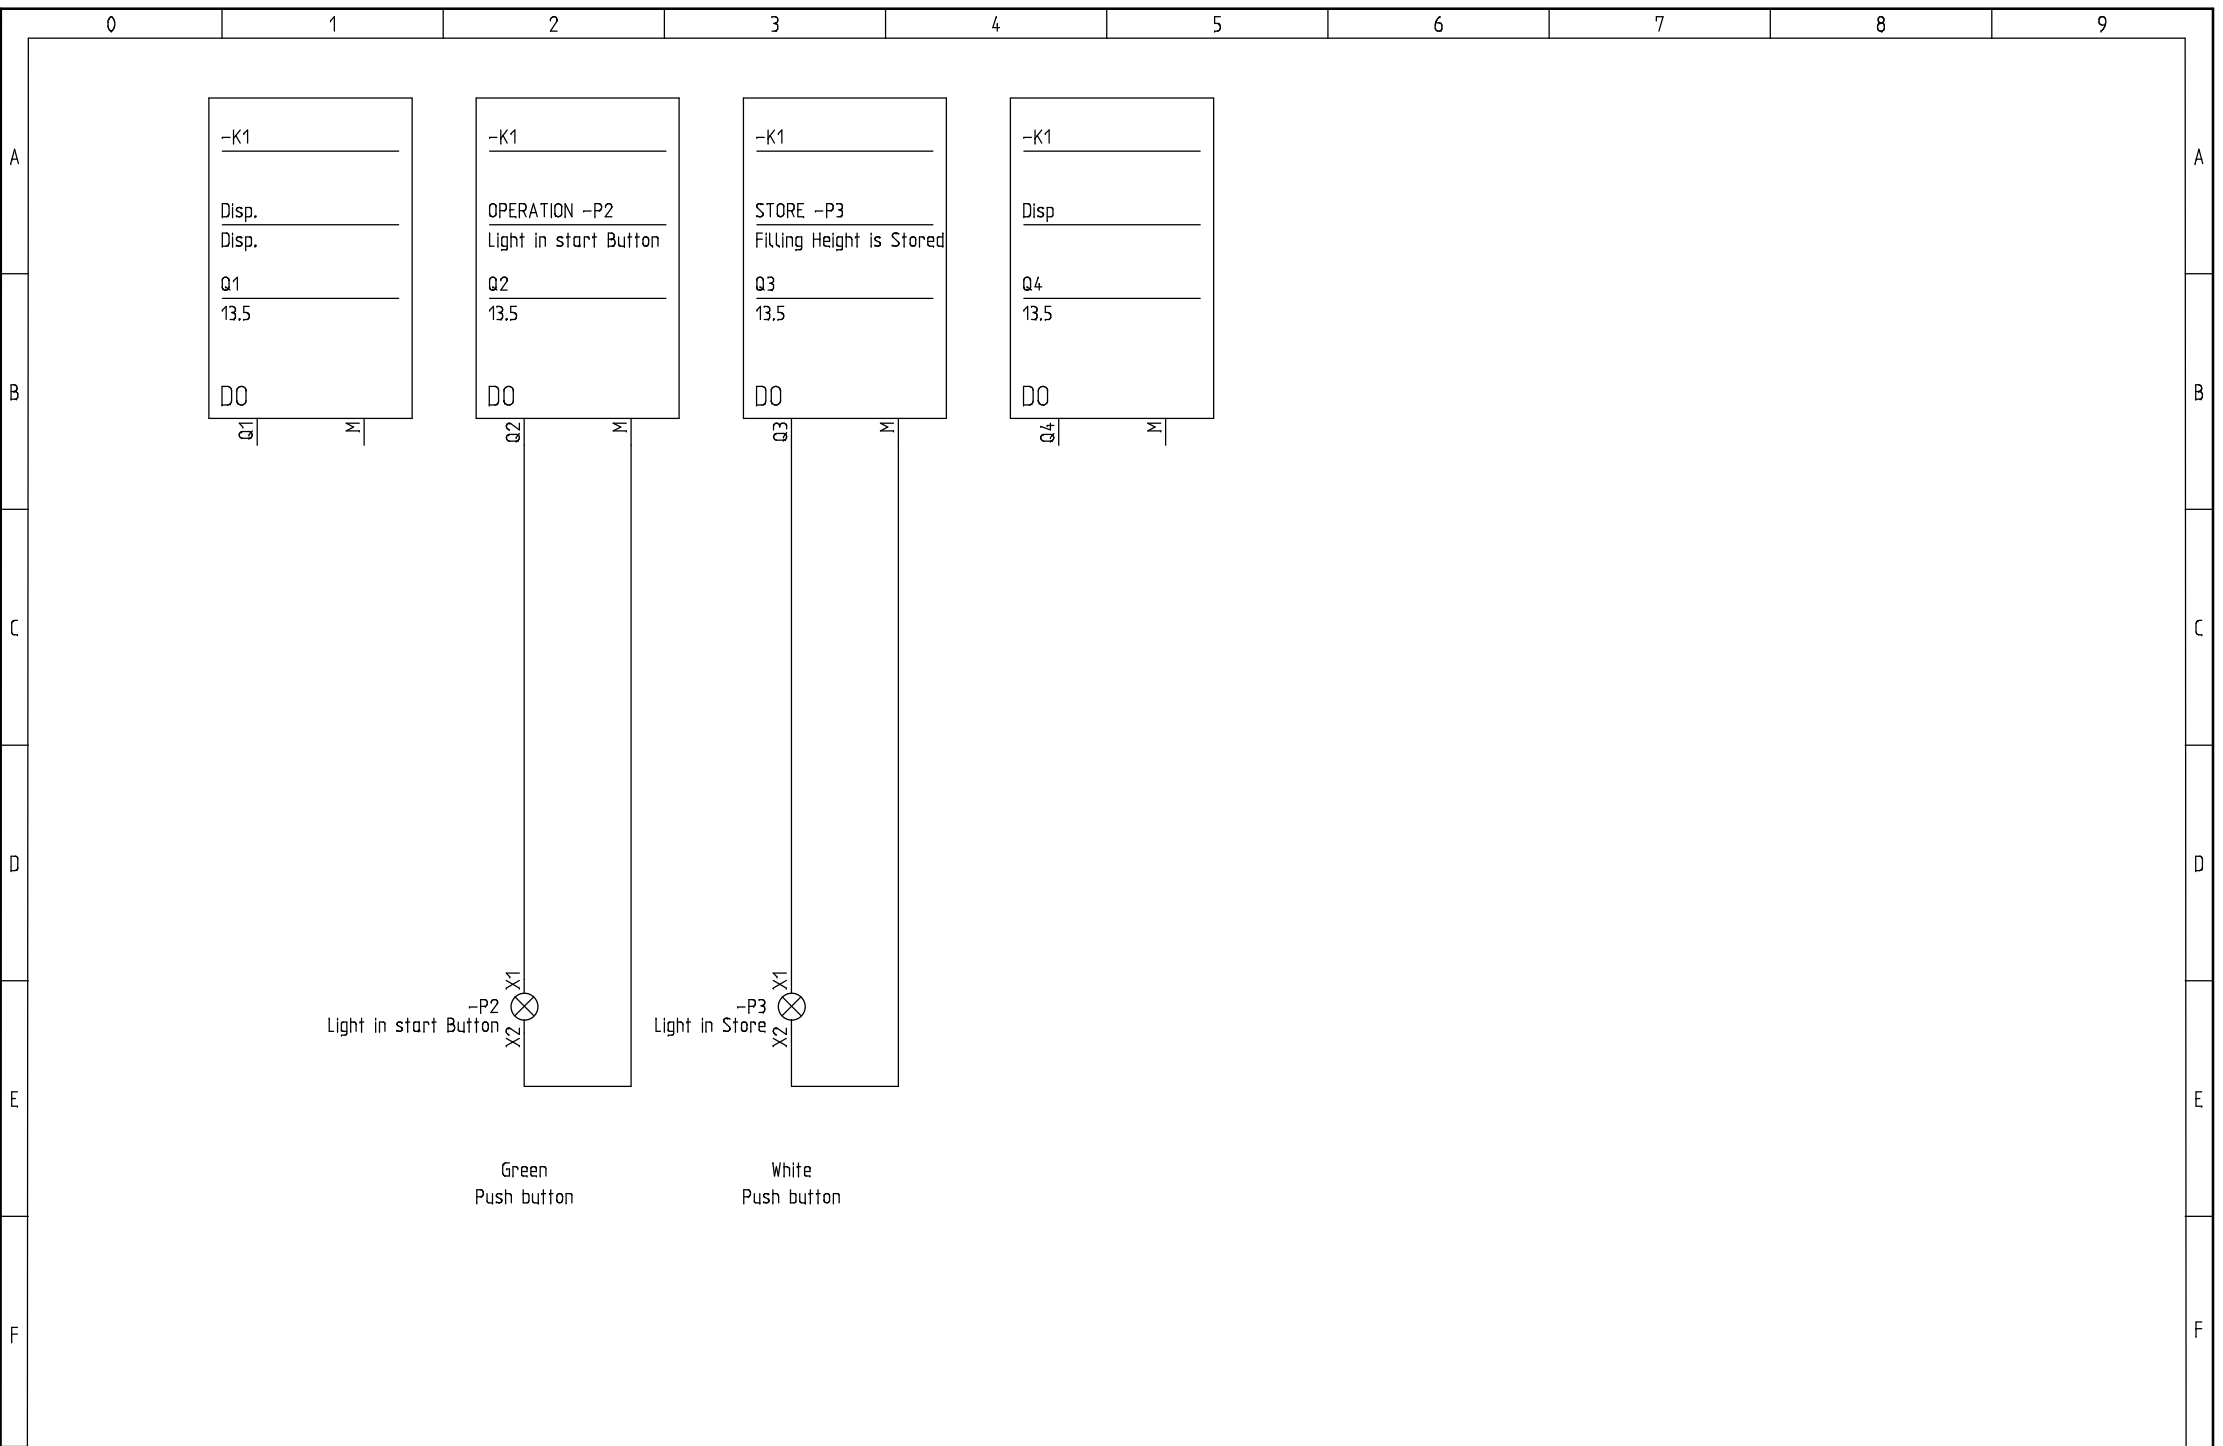 0 1 2 3 4 5 6 7 8 9
A A
-K1 -K1 -K1 -K1
Disp. OPERATION -P2 STORE -P3 Disp
Disp. Light in start Button Filling Height is Stored
Q1 Q2 Q3 Q4
13.5 13.5 13.5 13.5
B DO DO DO DO B
Q1 M Q2 M Q3 M Q4 M
C C
D D
X1 X1
-P2 -P3
Light in start Button Light in Store
X2 X2
E E
Green White
Push button Push button
F F